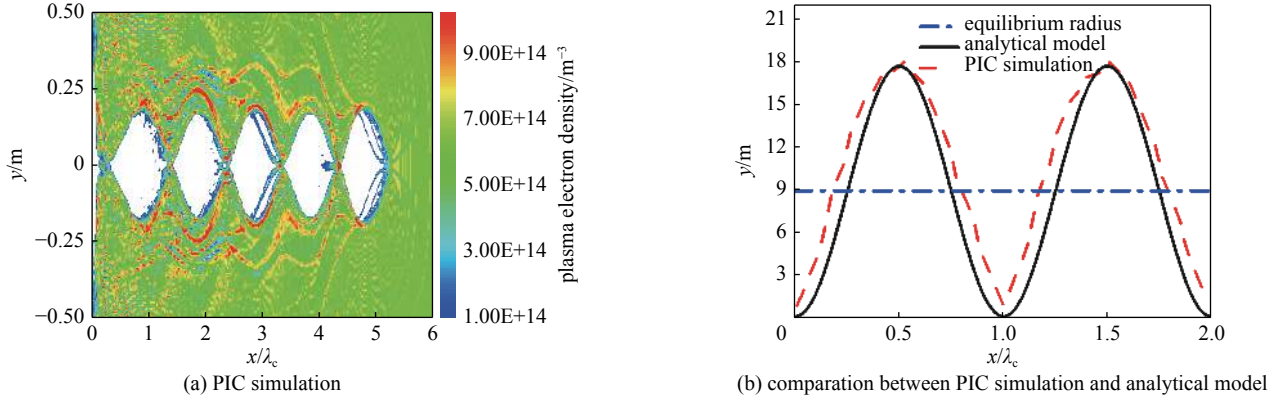 0.50
0.25
0
−0.25
−0.50
y/m
0 1 2 3 4 5 6
x/λc
9.00E+14
7.00E+14
5.00E+14
3.00E+14
1.00E+14
plasma electron density/m⁻³
(a) PIC simulation
21
18
15
12
9
6
3
0
y/m
equilibrium radius
analytical model
PIC simulation
0.5 1.0 1.5 2.0
x/λc
(b) comparation between PIC simulation and analytical model